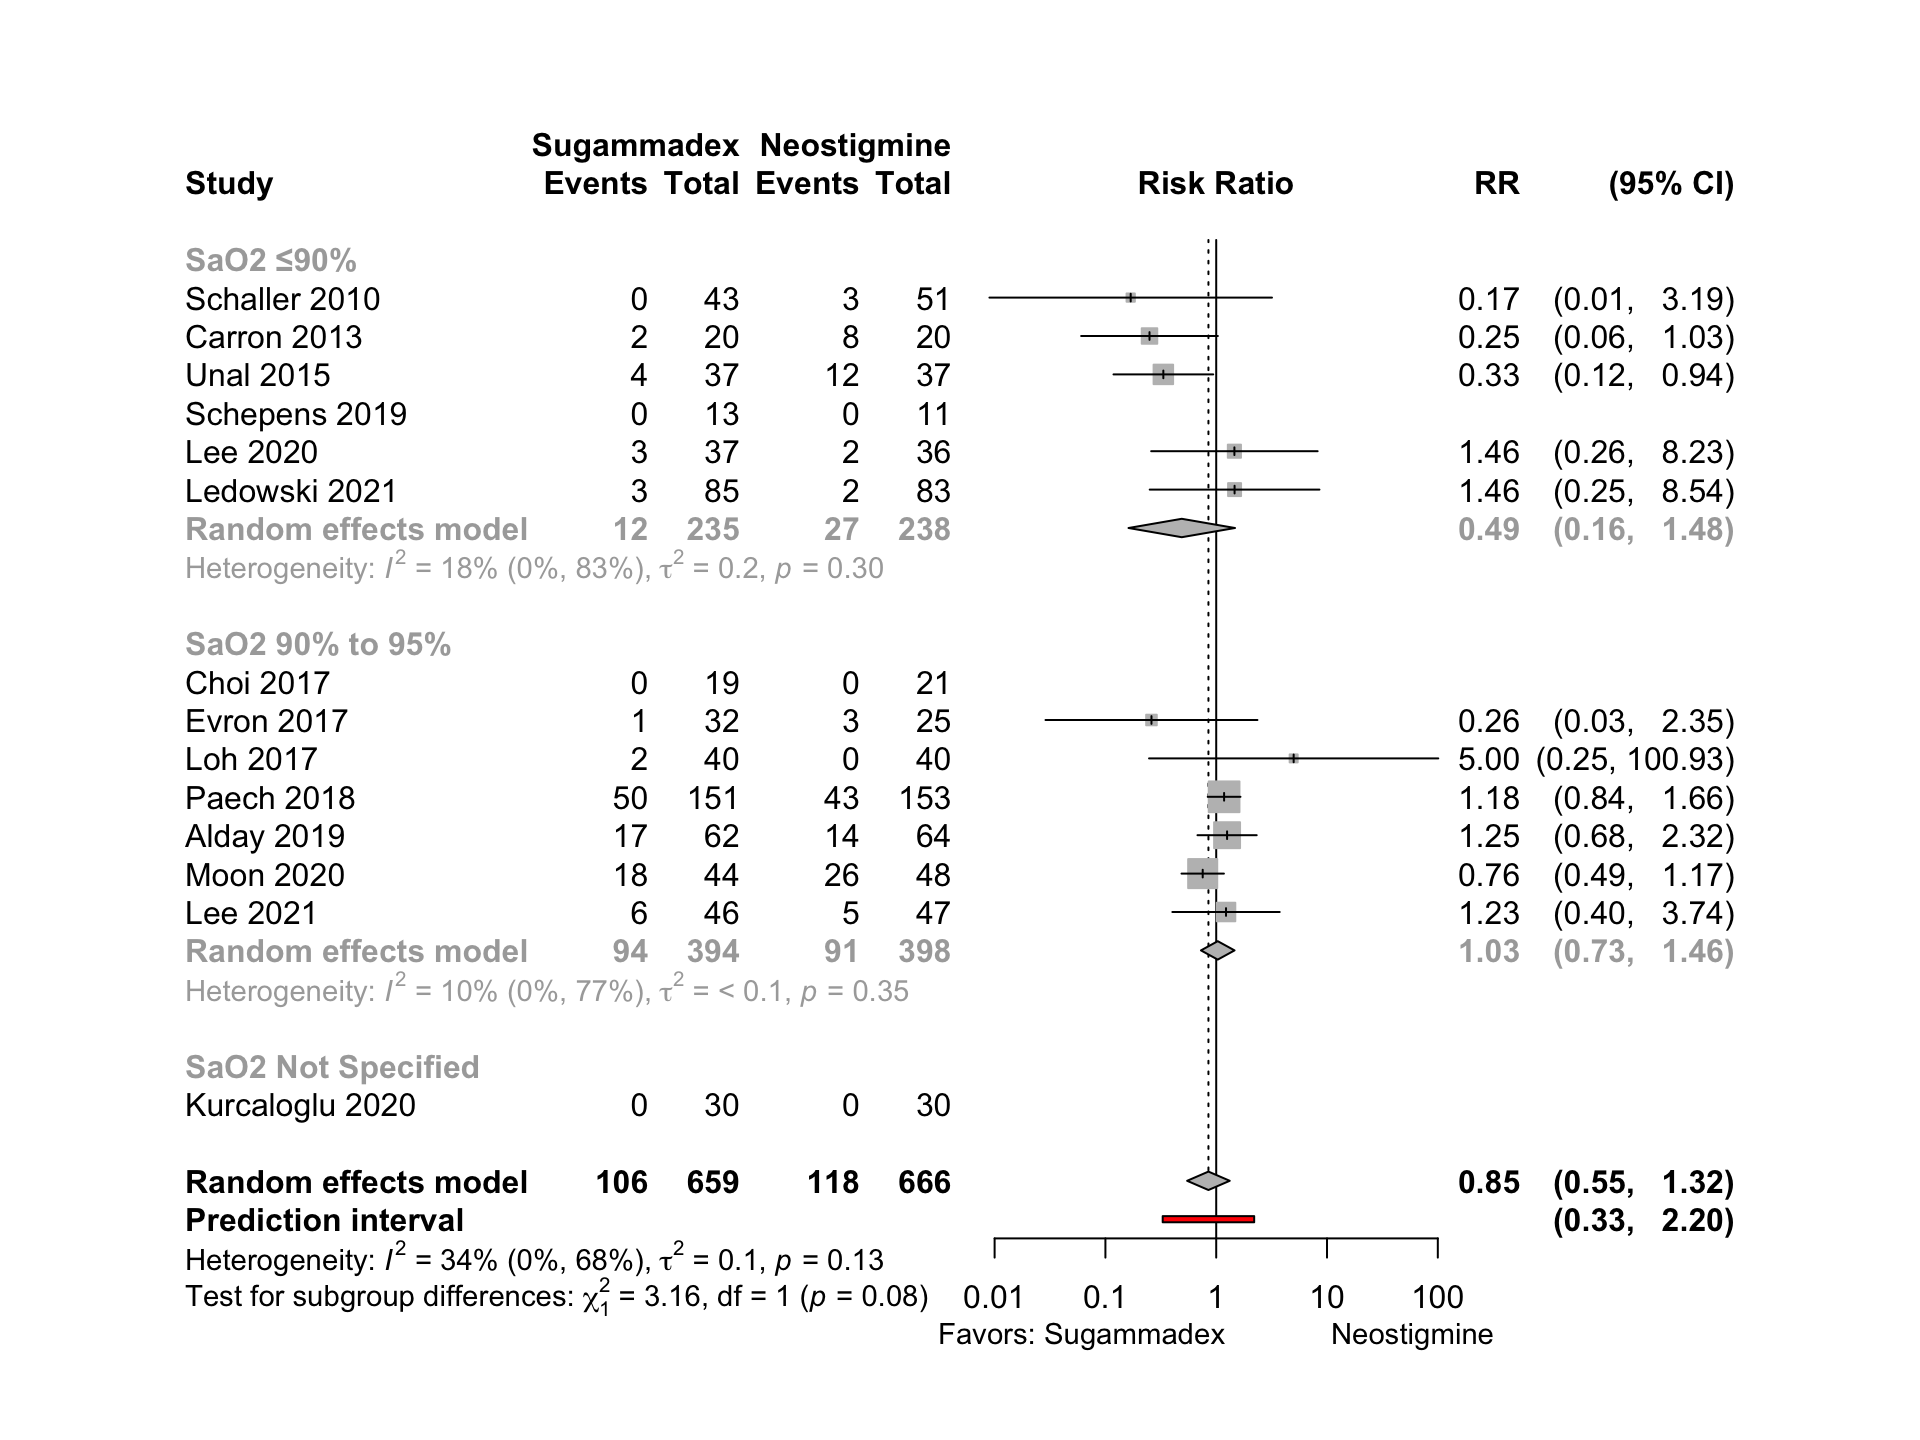 Sugammadex Neostigmine
Study Events Total Events Total Risk Ratio RR (95% CI)
SaO2 ≤90%
Schaller 2010 0 43 3 51 0.17 (0.01, 3.19)
Carron 2013 2 20 8 20 0.25 (0.06, 1.03)
Unal 2015 4 37 12 37 0.33 (0.12, 0.94)
Schepens 2019 0 13 0 11
Lee 2020 3 37 2 36 1.46 (0.26, 8.23)
Ledowski 2021 3 85 2 83 1.46 (0.25, 8.54)
Random effects model 12 235 27 238 0.49 (0.16, 1.48)
Heterogeneity: I² = 18% (0%, 83%), τ² = 0.2, p = 0.30
SaO2 90% to 95%
Choi 2017 0 19 0 21
Evron 2017 1 32 3 25 0.26 (0.03, 2.35)
Loh 2017 2 40 0 40 5.00 (0.25, 100.93)
Paech 2018 50 151 43 153 1.18 (0.84, 1.66)
Alday 2019 17 62 14 64 1.25 (0.68, 2.32)
Moon 2020 18 44 26 48 0.76 (0.49, 1.17)
Lee 2021 6 46 5 47 1.23 (0.40, 3.74)
Random effects model 94 394 91 398 1.03 (0.73, 1.46)
Heterogeneity: I² = 10% (0%, 77%), τ² = < 0.1, p = 0.35
SaO2 Not Specified
Kurcaloglu 2020 0 30 0 30
Random effects model 106 659 118 666 0.85 (0.55, 1.32)
Prediction interval (0.33, 2.20)
Heterogeneity: I² = 34% (0%, 68%), τ² = 0.1, p = 0.13
Test for subgroup differences: χ²₁ = 3.16, df = 1 (p = 0.08) 0.01 0.1 1 10 100
Favors: Sugammadex Neostigmine